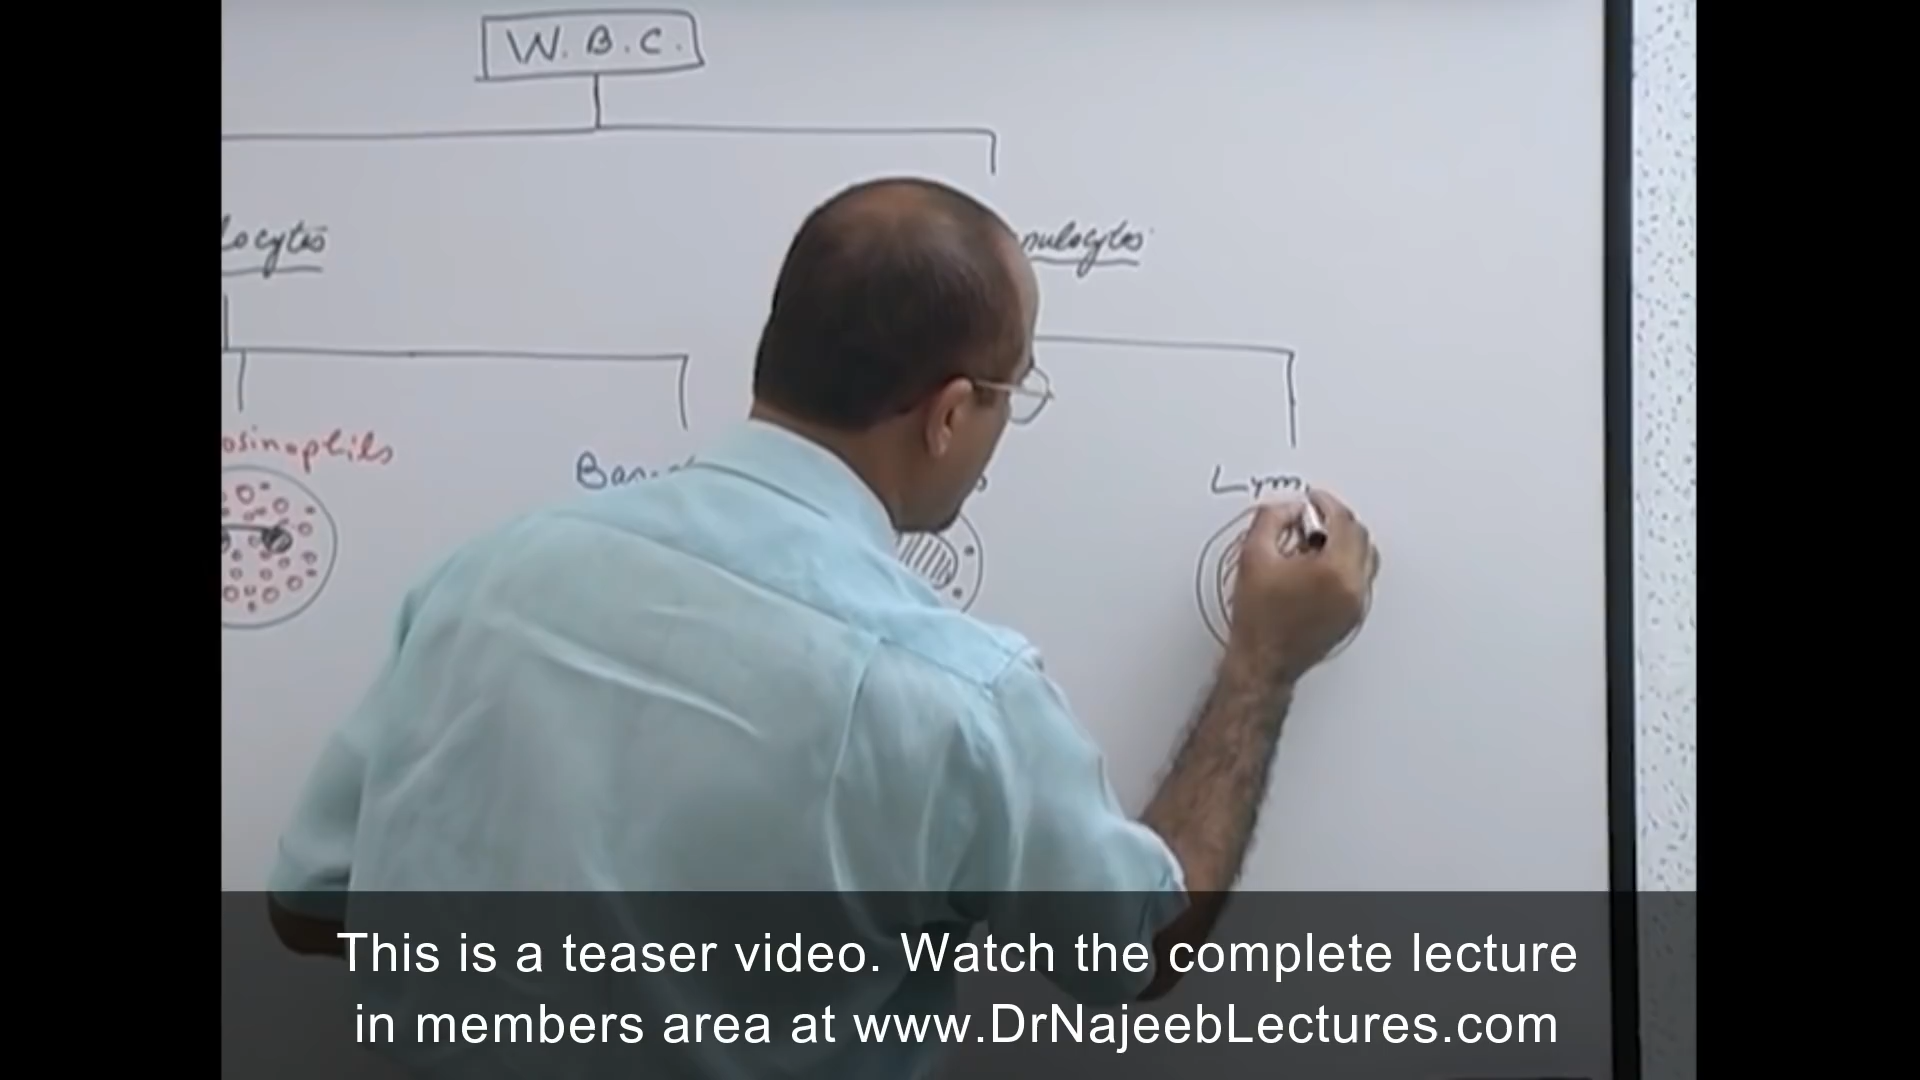 W.B.C.
locytes
nulocytes
osinophils
Bas
Lym
This is a teaser video. Watch the complete lecture
in members area at www.DrNajeebLectures.com